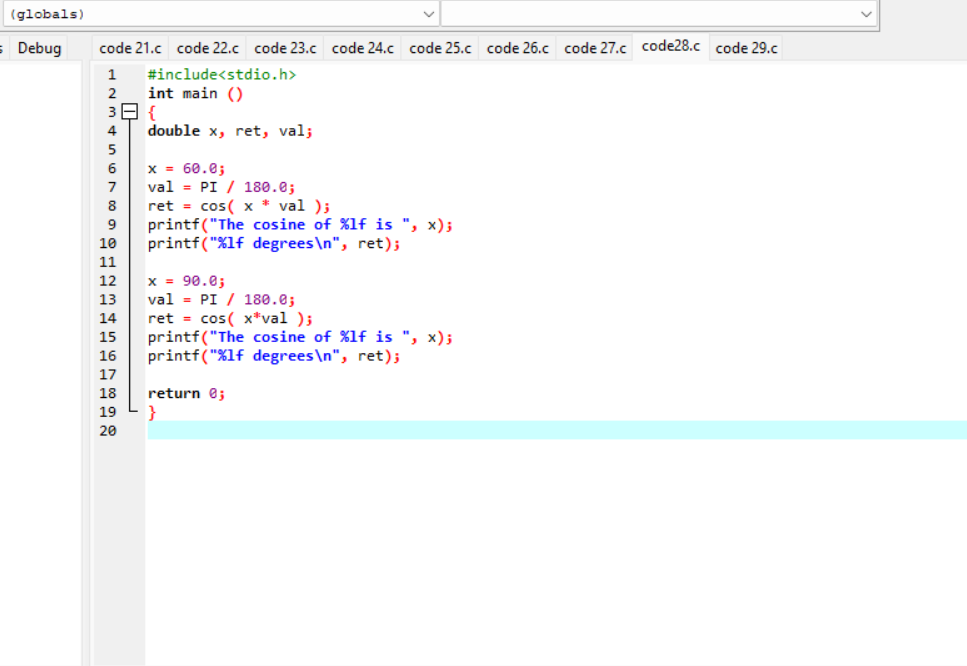 (globals)
s Debug code 21.c code 22.c code 23.c code 24.c code 25.c code 26.c code 27.c code28.c code 29.c
1 #include<stdio.h>
2 int main ()
3 {
4 double x, ret, val;
5
6 x = 60.0;
7 val = PI / 180.0;
8 ret = cos( x * val );
9 printf("The cosine of %lf is ", x);
10 printf("%lf degrees\n", ret);
11
12 x = 90.0;
13 val = PI / 180.0;
14 ret = cos( x*val );
15 printf("The cosine of %lf is ", x);
16 printf("%lf degrees\n", ret);
17
18 return 0;
19 }
20